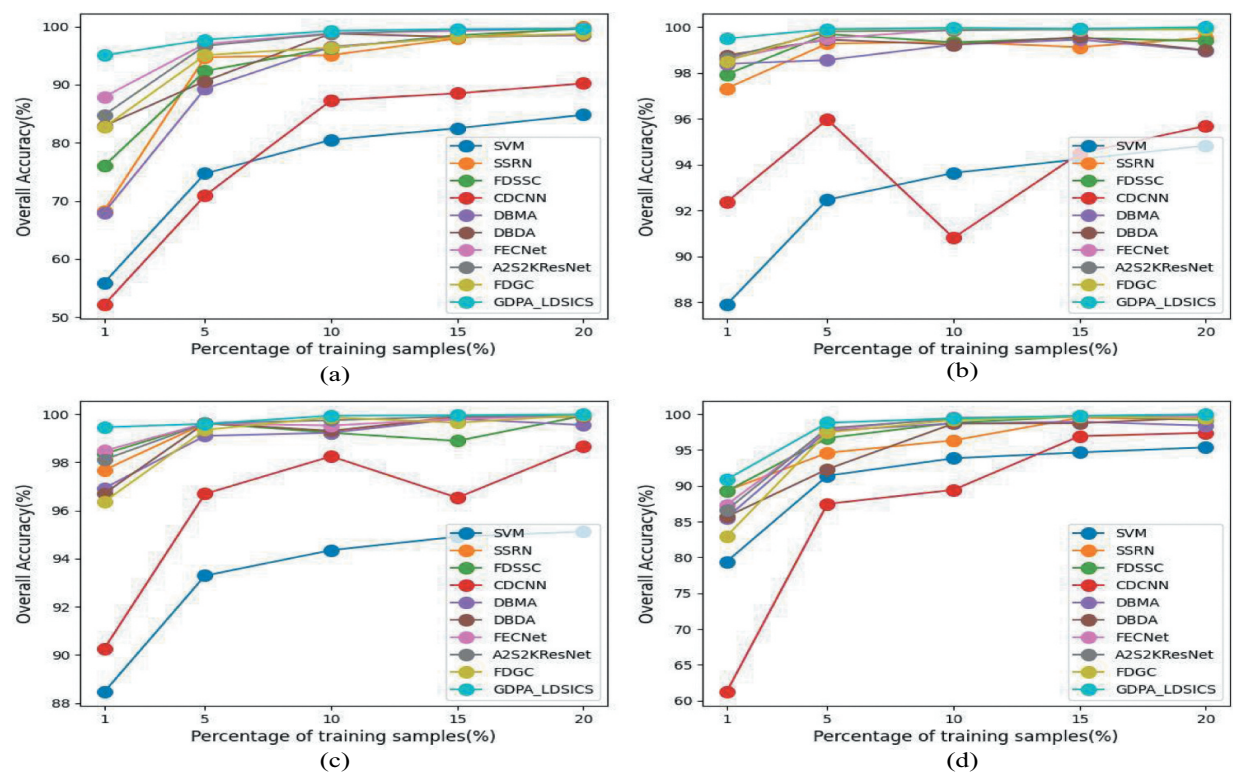 100
90
80
70
60
50
Overall Accuracy(%)
SVM
SSRN
FDSSC
CDCNN
DBMA
DBDA
FECNet
A2S2KResNet
FDGC
GDPA_LDSICS
1 5 10 15 20
Percentage of training samples(%)
(a)
100
98
96
94
92
90
88
Overall Accuracy(%)
SVM
SSRN
FDSSC
CDCNN
DBMA
DBDA
FECNet
A2S2KResNet
FDGC
GDPA_LDSICS
1 5 10 15 20
Percentage of training samples(%)
(b)
100
98
96
94
92
90
88
Overall Accuracy(%)
SVM
SSRN
FDSSC
CDCNN
DBMA
DBDA
FECNet
A2S2KResNet
FDGC
GDPA_LDSICS
1 5 10 15 20
Percentage of training samples(%)
(c)
100
95
90
85
80
75
70
65
60
Overall Accuracy(%)
SVM
SSRN
FDSSC
CDCNN
DBMA
DBDA
FECNet
A2S2KResNet
FDGC
GDPA_LDSICS
1 5 10 15 20
Percentage of training samples(%)
(d)